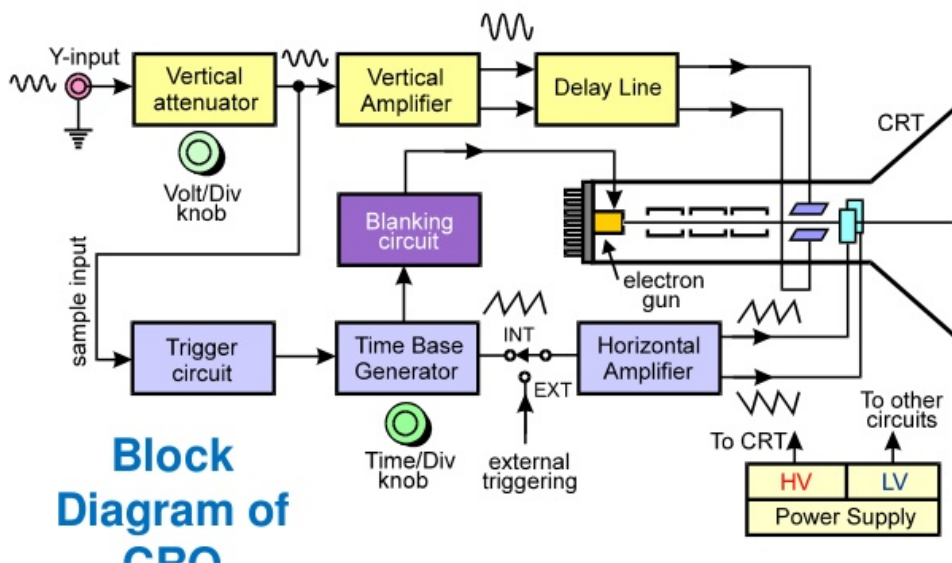 Y-input
Vertical
attenuator
Vertical
Amplifier
Delay Line
CRT
Volt/Div
knob
Blanking
circuit
electron
gun
sample input
Trigger
circuit
Time Base
Generator
INT
EXT
Horizontal
Amplifier
Time/Div
knob
external
triggering
To CRT
To other
circuits
HV
LV
Power Supply
Block
Diagram of
CRO